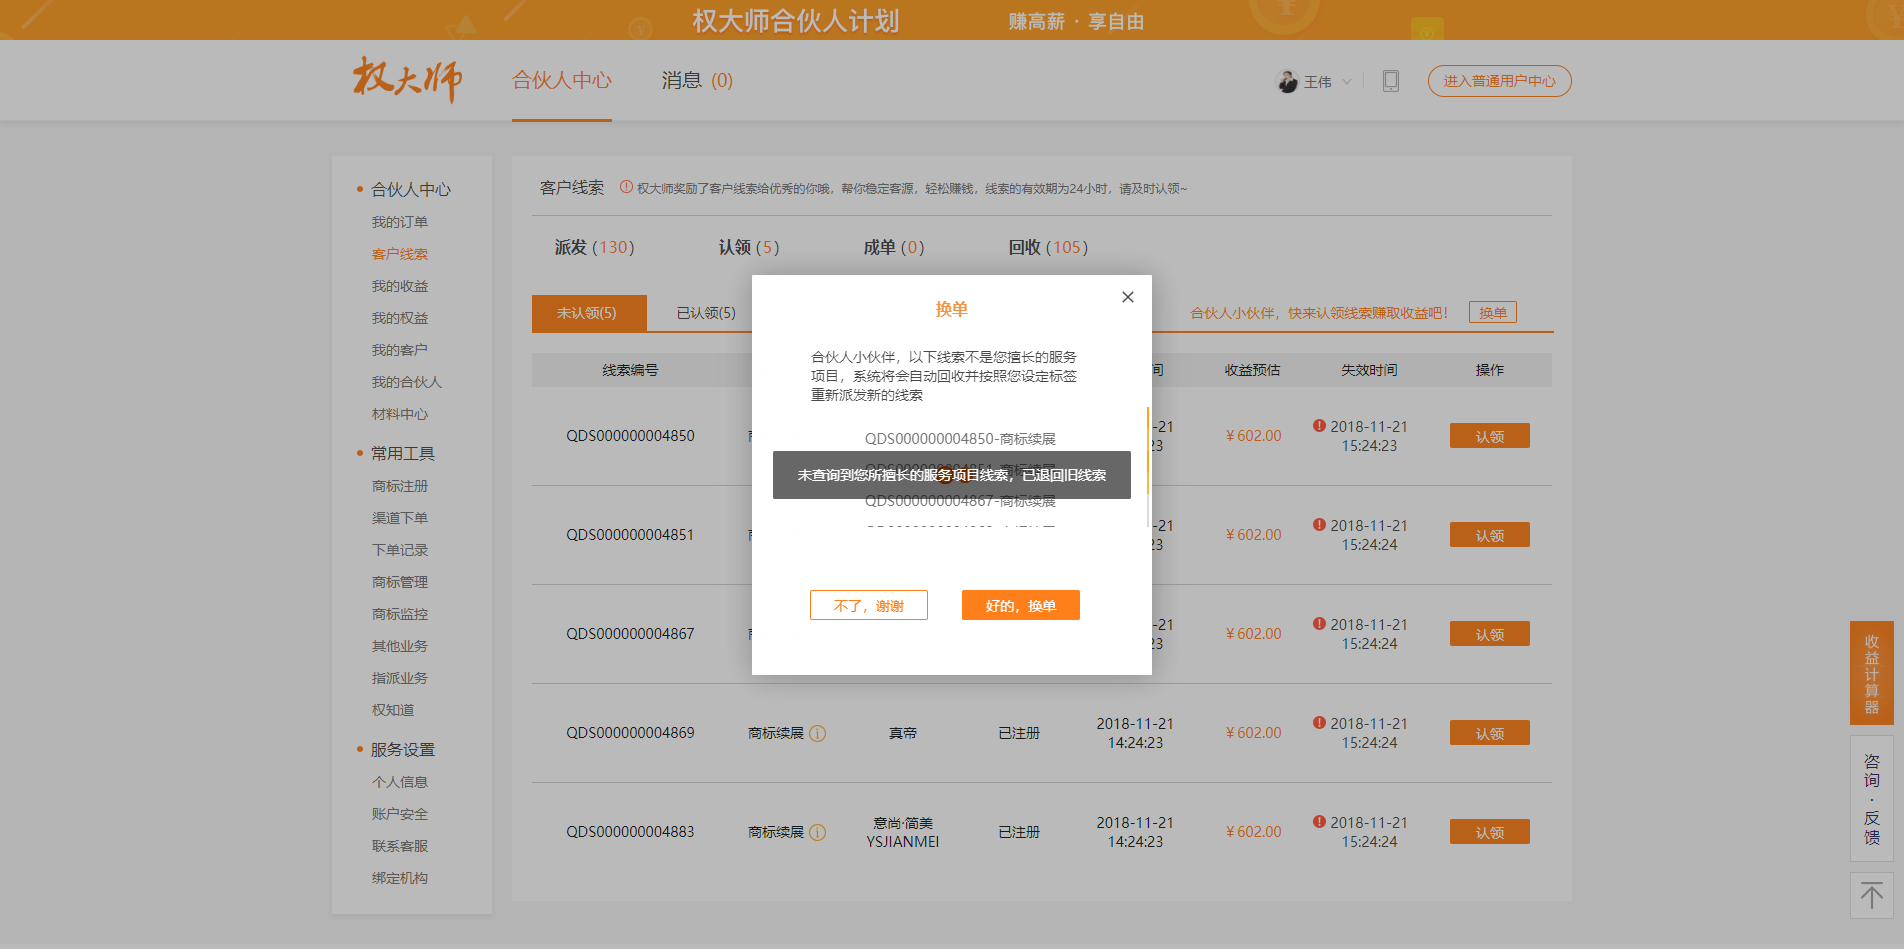 权大师合伙人计划
赚高薪 · 享自由
权大师
合伙人中心
消息 (0)
王伟
进入普通用户中心
合伙人中心
我的订单
客户线索
我的收益
我的权益
我的客户
我的合伙人
材料中心
常用工具
商标注册
渠道下单
下单记录
商标管理
商标监控
其他业务
指派业务
权知道
服务设置
个人信息
账户安全
联系客服
绑定机构
客户线索
权大师奖励了客户线索给优秀的你哦，帮你稳定客源，轻松赚钱，线索的有效期为24小时，请及时认领~
派发 (130) 认领 (5) 成单 (0) 回收 (105)
未认领(5) 已认领(5) 合伙人小伙伴，快来认领线索赚取收益吧！ 换单
线索编号 间 收益预估 失效时间 操作
QDS000000004850 商 -21 ￥602.00 2018-11-21 认领
23 15:24:23
QDS000000004851 商 -21 ￥602.00 2018-11-21 认领
23 15:24:24
QDS000000004867 商 -21 ￥602.00 2018-11-21 认领
23 15:24:24
QDS000000004869 商标续展 真帝 已注册 2018-11-21 ￥602.00 2018-11-21 认领
14:24:23 15:24:24
QDS000000004883 商标续展 意尚·简美 已注册 2018-11-21 ￥602.00 2018-11-21 认领
YSJIANMEI 14:24:23 15:24:24
换单
合伙人小伙伴，以下线索不是您擅长的服务
项目，系统将会自动回收并按照您设定标签
重新派发新的线索
QDS000000004850-商标续展
QDS000000004851-商标续展
未查询到您所擅长的服务项目线索，已退回旧线索
QDS000000004867-商标续展
不了，谢谢
好的，换单
收益计算器
咨询·反馈